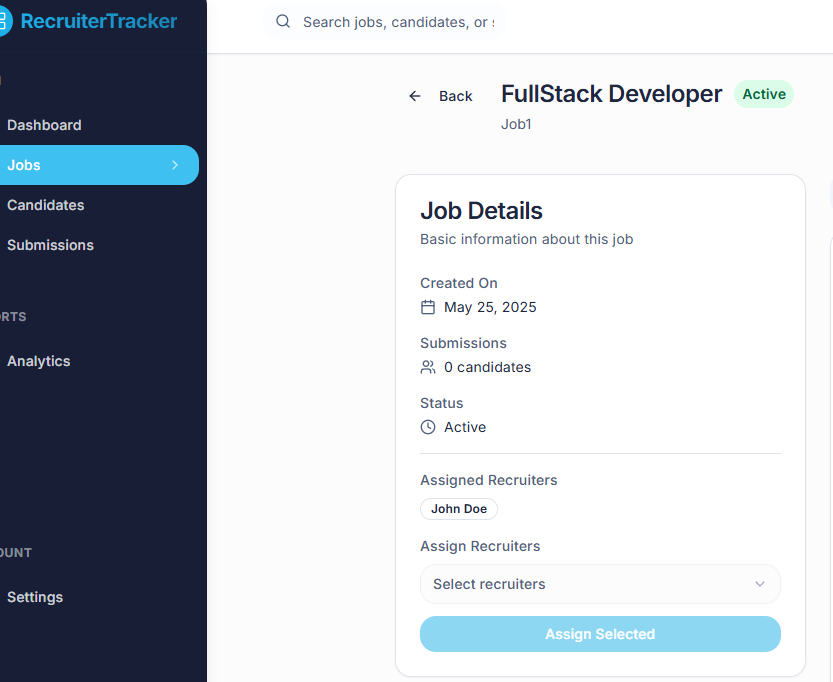 RecruiterTracker
Search jobs, candidates, or
Back
FullStack Developer
Active
Job1
Dashboard
Jobs
Candidates
Submissions
ORTS
Analytics
OUNT
Settings
Job Details
Basic information about this job
Created On
May 25, 2025
Submissions
0 candidates
Status
Active
Assigned Recruiters
John Doe
Assign Recruiters
Select recruiters
Assign Selected